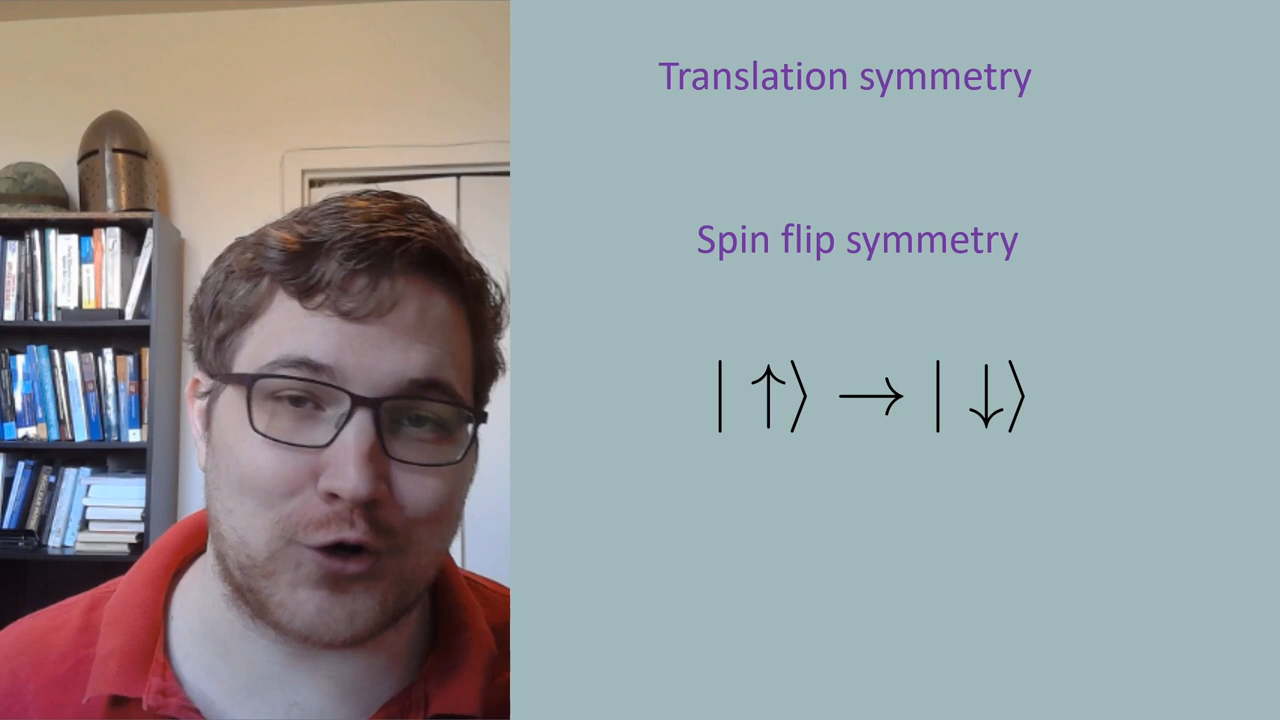 Translation symmetry
Spin flip symmetry
| ↑⟩ → | ↓⟩